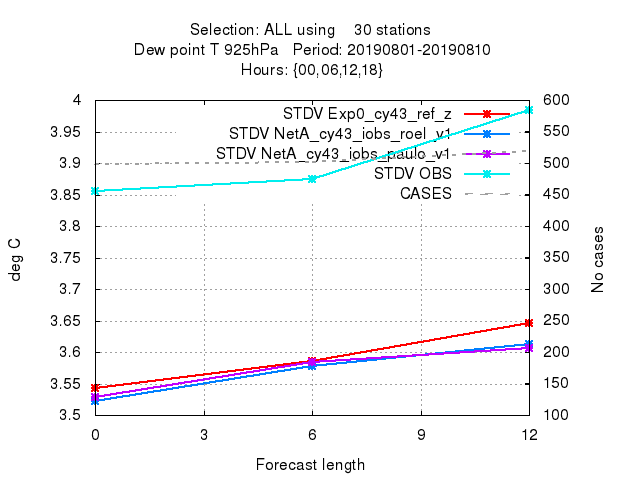 Selection: ALL using 30 stations
Dew point T 925hPa Period: 20190801-20190810
Hours: {00,06,12,18}
4
3.95
3.9
3.85
3.8
3.75
3.7
3.65
3.6
3.55
3.5
deg C
STDV Exp0_cy43_ref_z
STDV NetA_cy43_iobs_roel_v1
STDV NetA_cy43_iobs_paulo_v1
STDV OBS
CASES
600
550
500
450
400
350
300
250
200
150
100
No cases
0 3 6 9 12
Forecast length